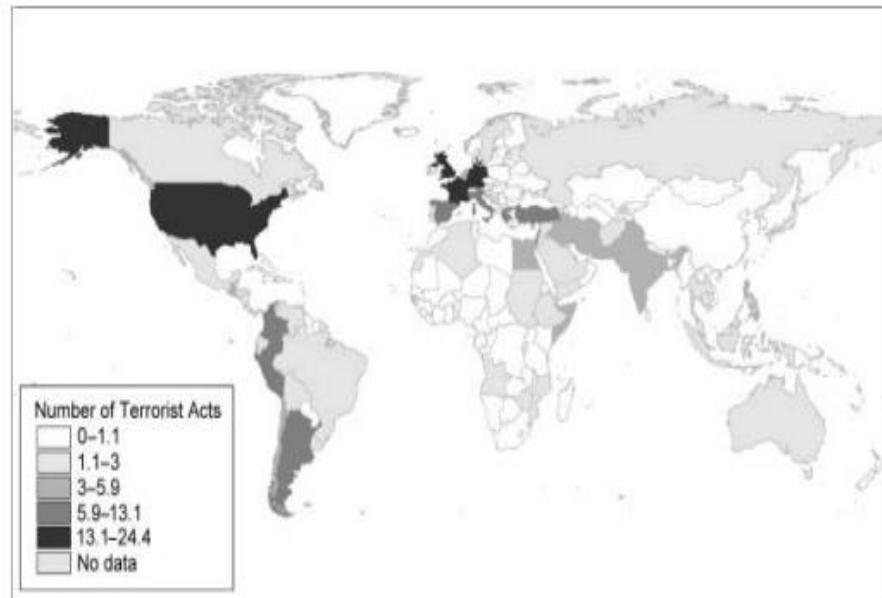 Number of Terrorist Acts
0–1.1
1.1–3
3–5.9
5.9–13.1
13.1–24.4
No data